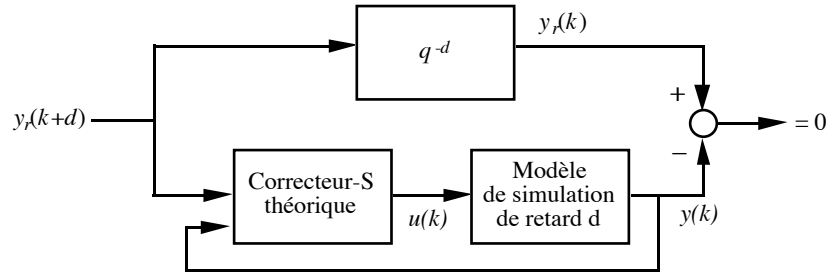 q⁻ᵈ
yᵣ(k)
+
yᵣ(k+d)
= 0
−
Correcteur-S
théorique
u(k)
Modèle
de simulation
de retard d
y(k)